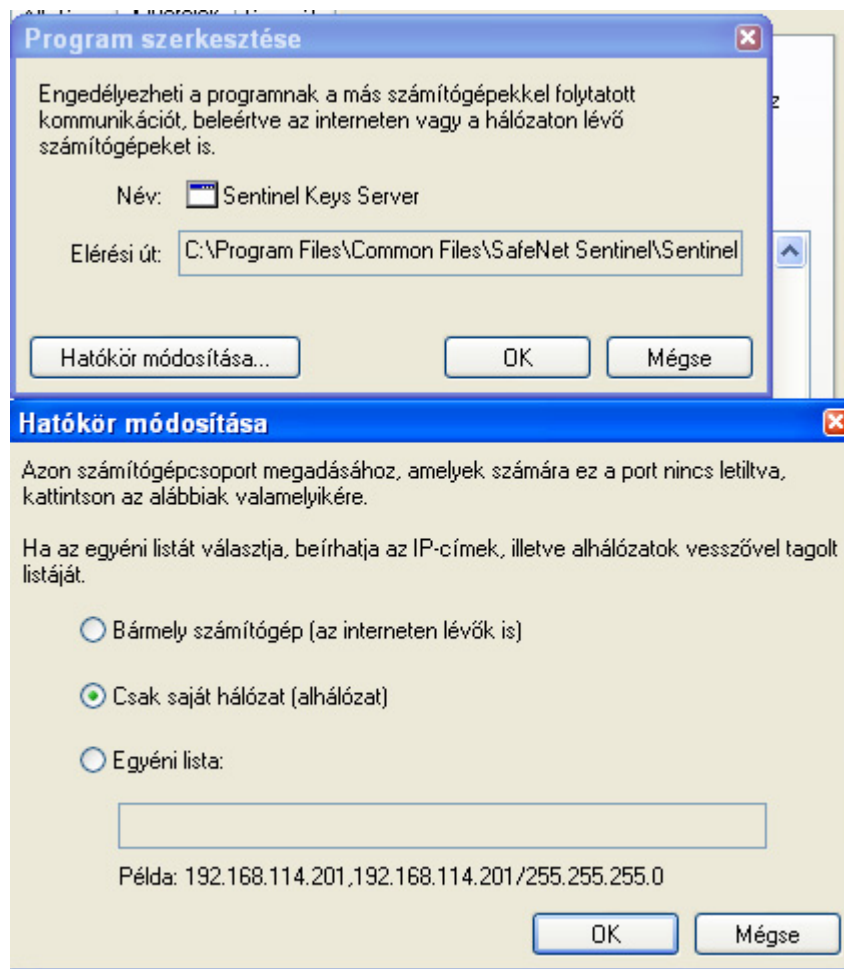 Program szerkesztése
Engedélyezheti a programnak a más számítógépekkel folytatott
kommunikációt, beleértve az interneten vagy a hálózaton lévő
számítógépeket is.
Név: Sentinel Keys Server
Elérési út: C:\Program Files\Common Files\SafeNet Sentinel\Sentinel
Hatókör módosítása... OK Mégse
Hatókör módosítása
Azon számítógépcsoport megadásához, amelyek számára ez a port nincs letiltva,
kattintson az alábbiak valamelyikére.
Ha az egyéni listát választja, beírhatja az IP-címek, illetve alhálózatok vesszővel tagolt
listáját.
Bármely számítógép (az interneten lévők is)
Csak saját hálózat (alhálózat)
Egyéni lista:
Példa: 192.168.114.201,192.168.114.201/255.255.255.0
OK Mégse